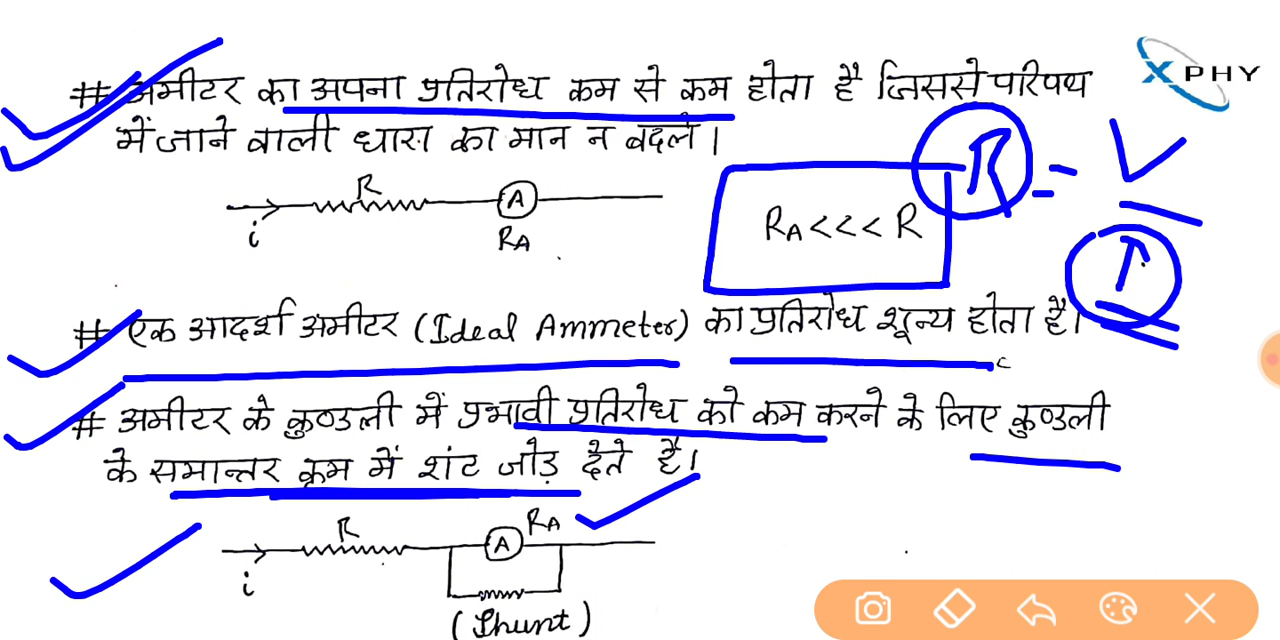 XPHY
# अमीटर का अपना प्रतिरोध कम से कम होता है जिससे परिपथ
में जाने वाली धारा का मान न बदले।
R = V
I
i R A
RA
RA <<< R
# एक आदर्श अमीटर (Ideal Ammeter) का प्रतिरोध शून्य होता है।
# अमीटर के कुण्डली में प्रभावी प्रतिरोध को कम करने के लिए कुण्डली
के समान्तर क्रम में शंट जोड़ देते है।
i R A RA
(Shunt)